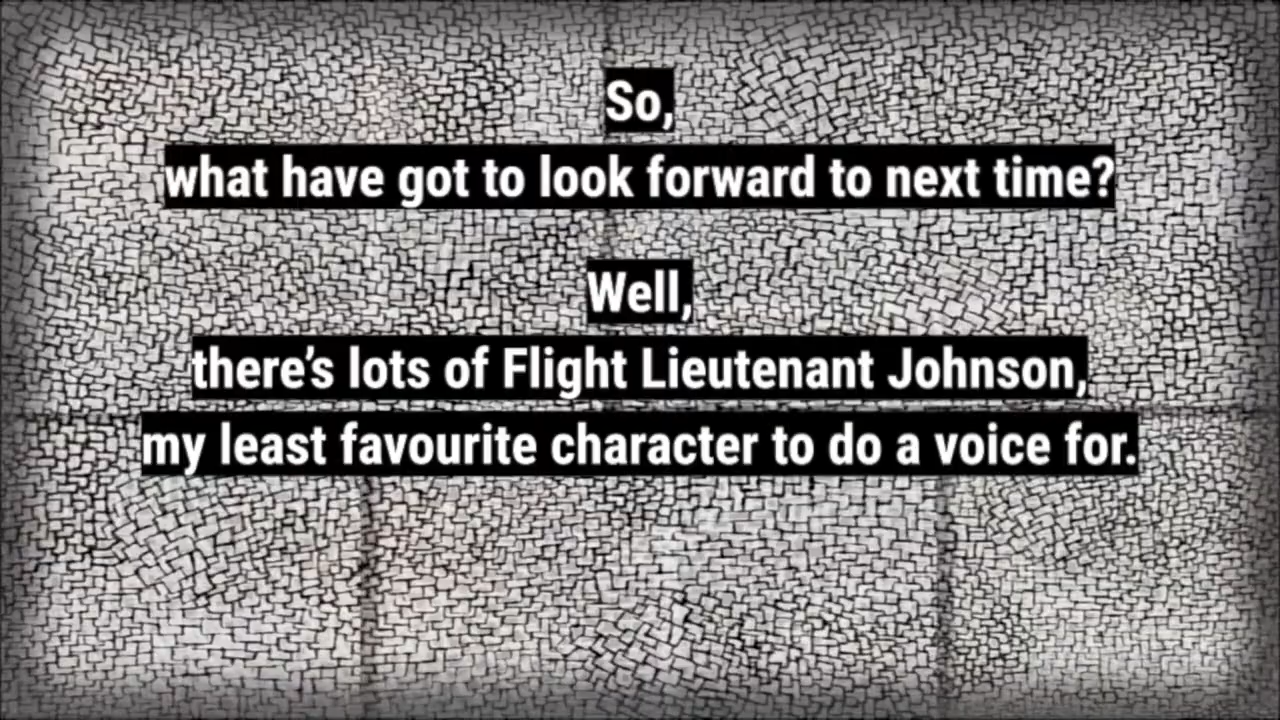 So,
what have got to look forward to next time?
Well,
there’s lots of Flight Lieutenant Johnson,
my least favourite character to do a voice for.